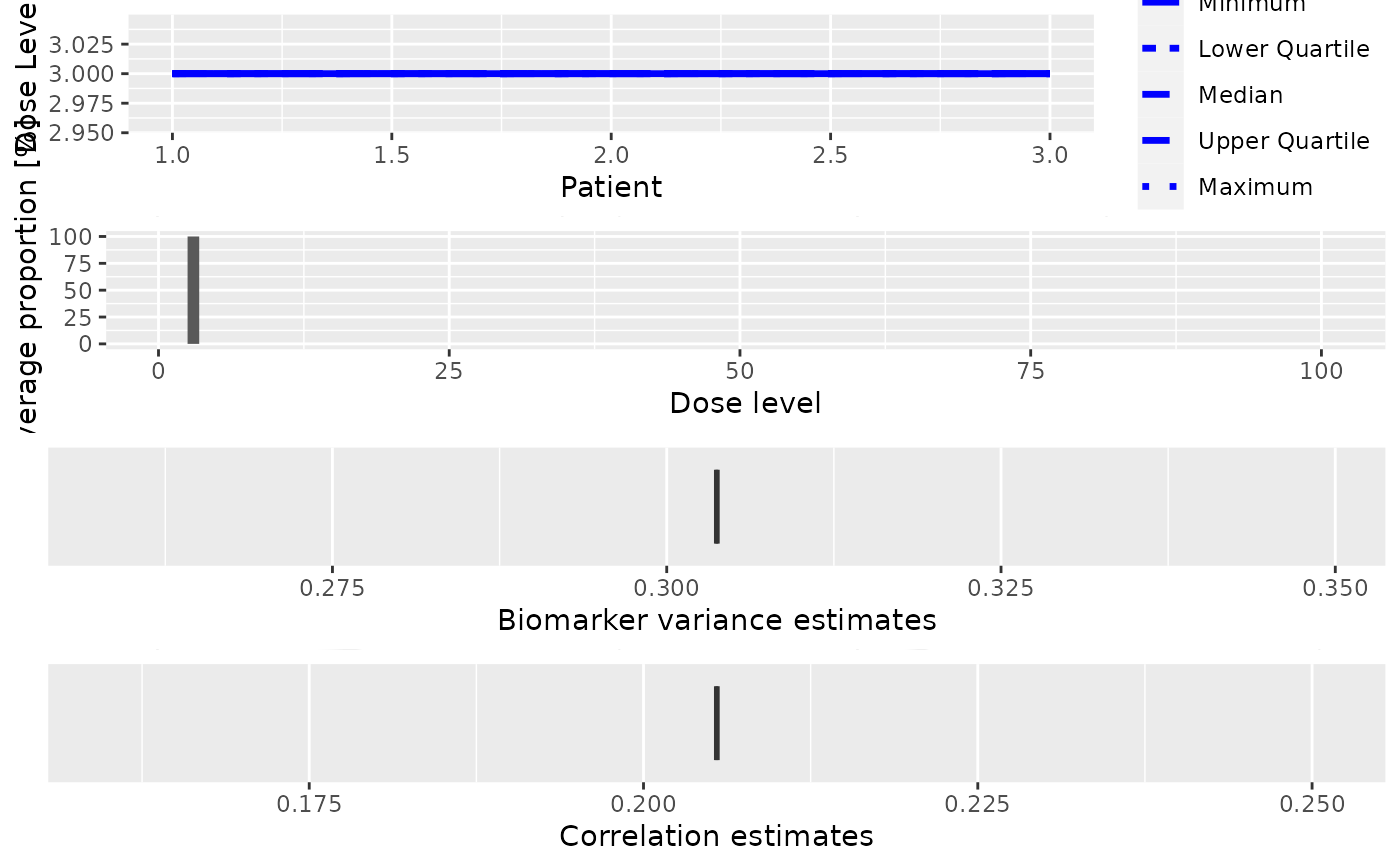 Minimum
Lower Quartile
Median
Upper Quartile
Maximum
3.025
3.000
2.975
2.950
1.0 1.5 2.0 2.5 3.0
Patient
100
75
50
25
0
0 25 50 75 100
Dose level
0.275 0.300 0.325 0.350
Biomarker variance estimates
0.175 0.200 0.225 0.250
Correlation estimates
Dose Leve
verage proportion [%]